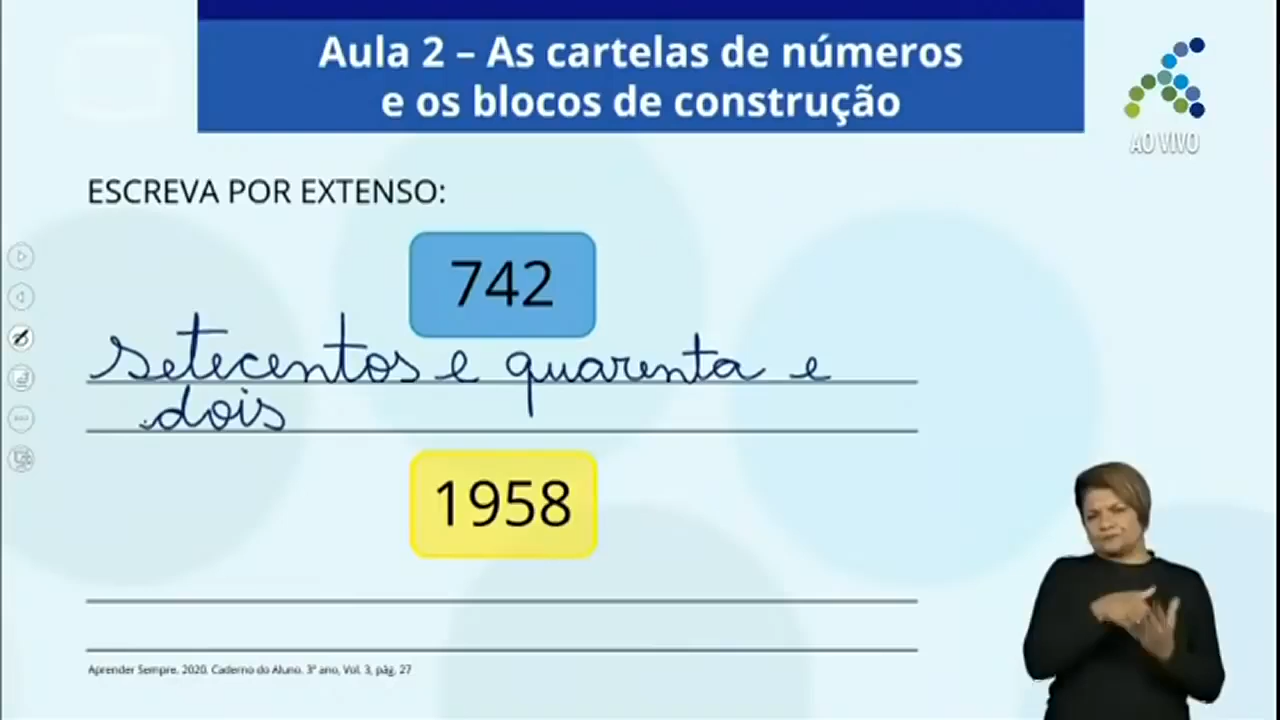 Aula 2 – As cartelas de números
e os blocos de construção
AO VIVO
ESCREVA POR EXTENSO:
742
setecentos e quarenta e
dois
1958
Aprender Sempre, 2020. Caderno do Aluno. 3º ano, Vol. 3, pág. 27